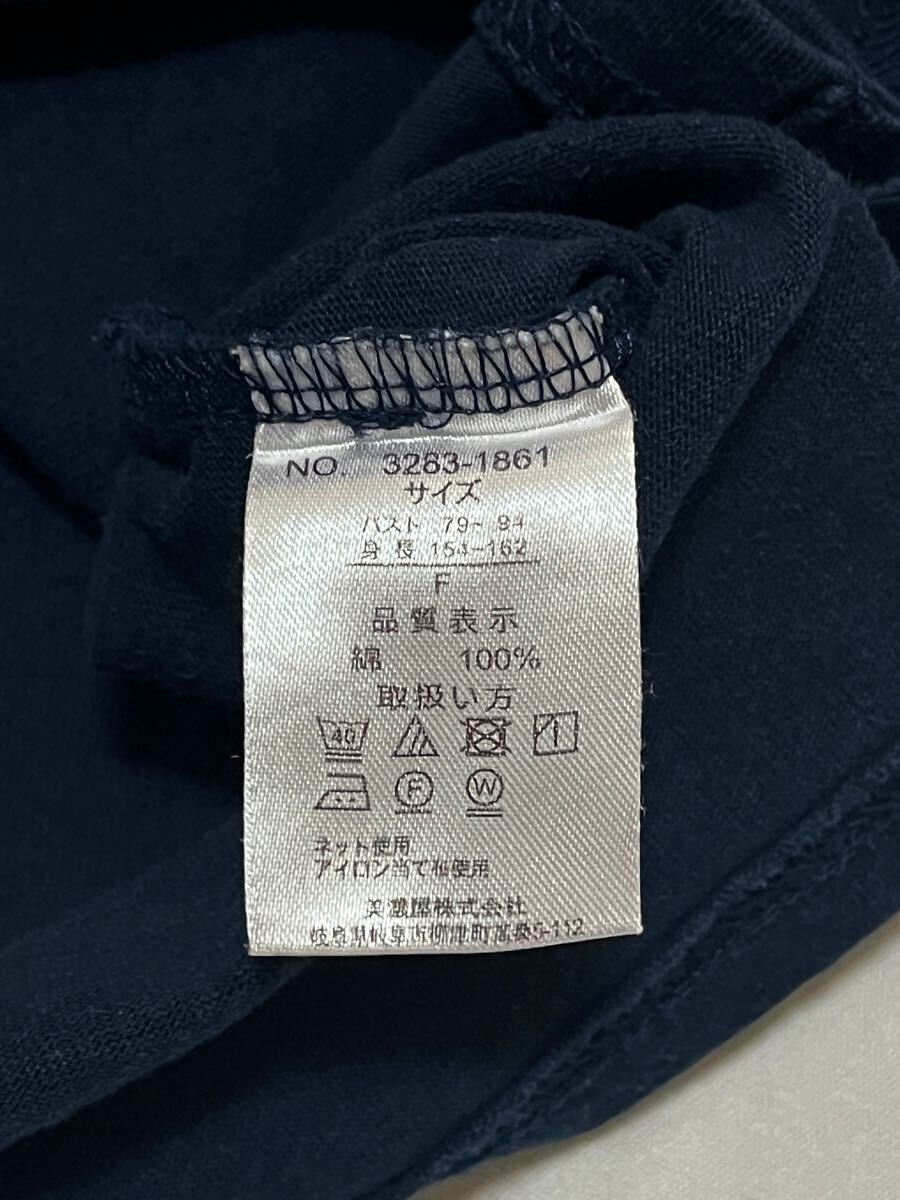 NO. 3283-1861
サイズ
バスト 79-94
身長 154-162
F
品質表示
綿 100%
取扱い方
40
F
W
ネット使用
アイロン当て布使用
美濃屋株式会社
岐阜県岐阜市柳津町高桑5-112